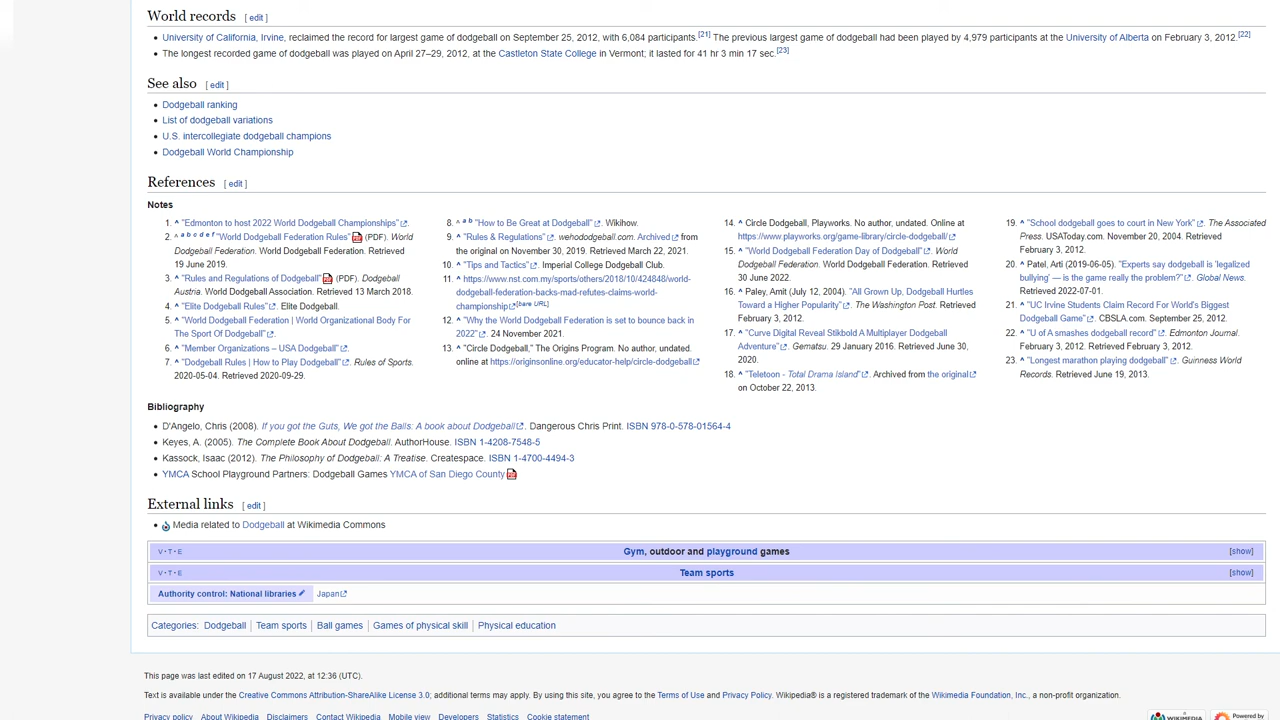 World records [ edit ]
• University of California, Irvine, reclaimed the record for largest game of dodgeball on September 25, 2012, with 6,084 participants.[21] The previous largest game of dodgeball had been played by 4,979 participants at the University of Alberta on February 3, 2012.[22]
• The longest recorded game of dodgeball was played on April 27–29, 2012, at the Castleton State College in Vermont; it lasted for 41 hr 3 min 17 sec.[23]
See also [ edit ]
• Dodgeball ranking
• List of dodgeball variations
• U.S. intercollegiate dodgeball champions
• Dodgeball World Championship
References [ edit ]
Notes
1. ^ "Edmonton to host 2022 World Dodgeball Championships".
2. ^ a b c d e f "World Dodgeball Federation Rules" (PDF). World
Dodgeball Federation. World Dodgeball Federation. Retrieved
19 June 2019.
3. ^ "Rules and Regulations of Dodgeball" (PDF). Dodgeball
Austria. World Dodgeball Association. Retrieved 13 March 2018.
4. ^ "Elite Dodgeball Rules". Elite Dodgeball.
5. ^ "World Dodgeball Federation | World Organizational Body For
The Sport Of Dodgeball".
6. ^ "Member Organizations – USA Dodgeball".
7. ^ "Dodgeball Rules | How to Play Dodgeball". Rules of Sports.
2020-05-04. Retrieved 2020-09-29.
8. ^ a b "How to Be Great at Dodgeball". Wikihow.
9. ^ "Rules & Regulations". wehododgeball.com. Archived from
the original on November 30, 2019. Retrieved March 22, 2021.
10. ^ "Tips and Tactics". Imperial College Dodgeball Club.
11. ^ https://www.nst.com.my/sports/others/2018/10/424848/world-
dodgeball-federation-backs-mad-refutes-claims-world-
championship[bare URL]
12. ^ "Why the World Dodgeball Federation is set to bounce back in
2022". 24 November 2021.
13. ^ "Circle Dodgeball," The Origins Program. No author, undated.
online at https://originsonline.org/educator-help/circle-dodgeball
14. ^ Circle Dodgeball, Playworks. No author, undated. Online at
https://www.playworks.org/game-library/circle-dodgeball/
15. ^ "World Dodgeball Federation Day of Dodgeball". World
Dodgeball Federation. World Dodgeball Federation. Retrieved
30 June 2022.
16. ^ Paley, Amit (July 12, 2004). "All Grown Up, Dodgeball Hurtles
Toward a Higher Popularity". The Washington Post. Retrieved
February 3, 2012.
17. ^ "Curve Digital Reveal Stikbold A Multiplayer Dodgeball
Adventure". Gematsu. 29 January 2016. Retrieved June 30,
2020.
18. ^ "Teletoon - Total Drama Island". Archived from the original
on October 22, 2013.
19. ^ "School dodgeball goes to court in New York". The Associated
Press. USAToday.com. November 20, 2004. Retrieved
February 3, 2012.
20. ^ Patel, Arti (2019-06-05). "Experts say dodgeball is 'legalized
bullying' — is the game really the problem?". Global News.
Retrieved 2022-07-01.
21. ^ "UC Irvine Students Claim Record For World's Biggest
Dodgeball Game". CBSLA.com. September 25, 2012.
22. ^ "U of A smashes dodgeball record". Edmonton Journal.
February 3, 2012. Retrieved February 3, 2012.
23. ^ "Longest marathon playing dodgeball". Guinness World
Records. Retrieved June 19, 2013.
Bibliography
• D'Angelo, Chris (2008). If you got the Guts, We got the Balls: A book about Dodgeball. Dangerous Chris Print. ISBN 978-0-578-01564-4
• Keyes, A. (2005). The Complete Book About Dodgeball. AuthorHouse. ISBN 1-4208-7548-5
• Kassock, Isaac (2012). The Philosophy of Dodgeball: A Treatise. Createspace. ISBN 1-4700-4494-3
• YMCA School Playground Partners: Dodgeball Games YMCA of San Diego County
External links [ edit ]
• Media related to Dodgeball at Wikimedia Commons
V · T · E Gym, outdoor and playground games [show]
V · T · E Team sports [show]
Authority control: National libraries Japan
Categories: Dodgeball | Team sports | Ball games | Games of physical skill | Physical education
This page was last edited on 17 August 2022, at 12:36 (UTC).
Text is available under the Creative Commons Attribution-ShareAlike License 3.0; additional terms may apply. By using this site, you agree to the Terms of Use and Privacy Policy. Wikipedia® is a registered trademark of the Wikimedia Foundation, Inc., a non-profit organization.
Privacy policy About Wikipedia Disclaimers Contact Wikipedia Mobile view Developers Statistics Cookie statement WIKIMEDIA Powered by